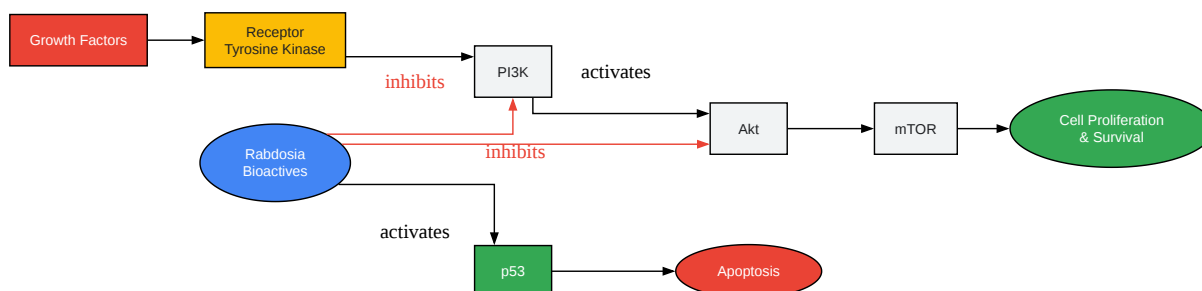 Growth Factors
Receptor
Tyrosine Kinase
inhibits
PI3K
activates
Akt
mTOR
Cell Proliferation
& Survival
Rabdosia
Bioactives
inhibits
activates
p53
Apoptosis